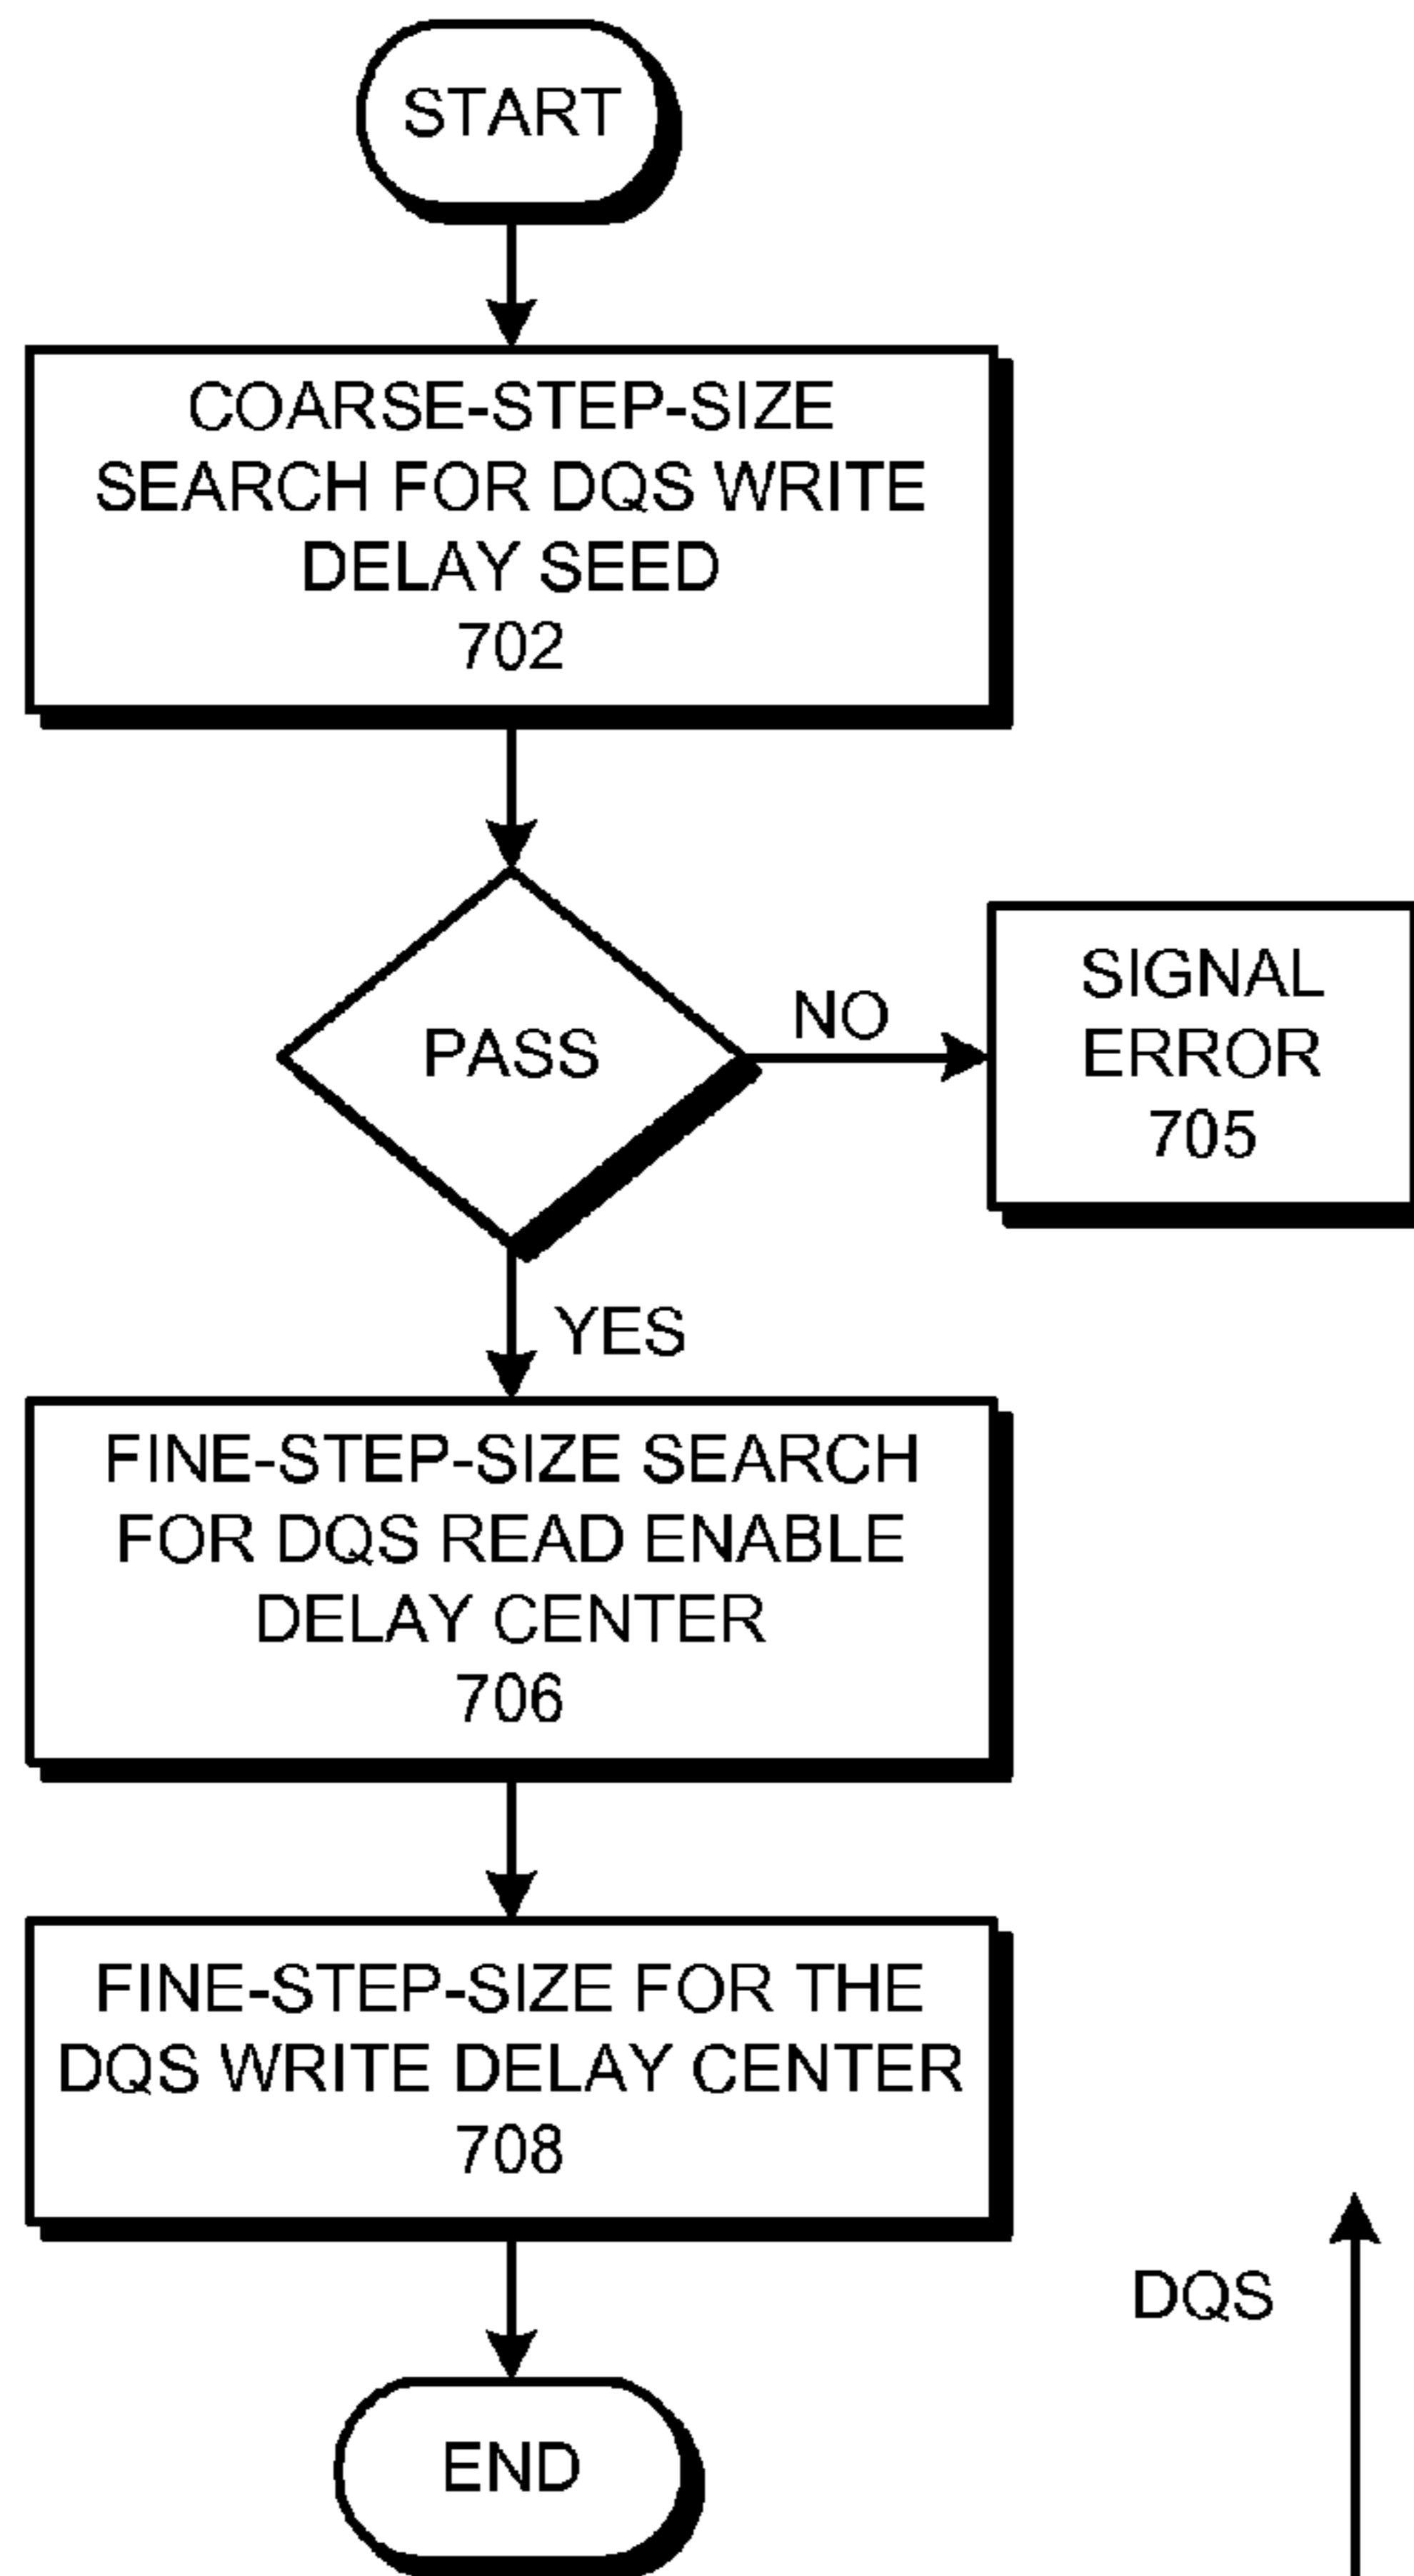 START
COARSE-STEP-SIZE
SEARCH FOR DQS WRITE
DELAY SEED
702
PASS
NO
SIGNAL
ERROR
705
YES
FINE-STEP-SIZE SEARCH
FOR DQS READ ENABLE
DELAY CENTER
706
FINE-STEP-SIZE FOR THE
DQS WRITE DELAY CENTER
708
DQS
END